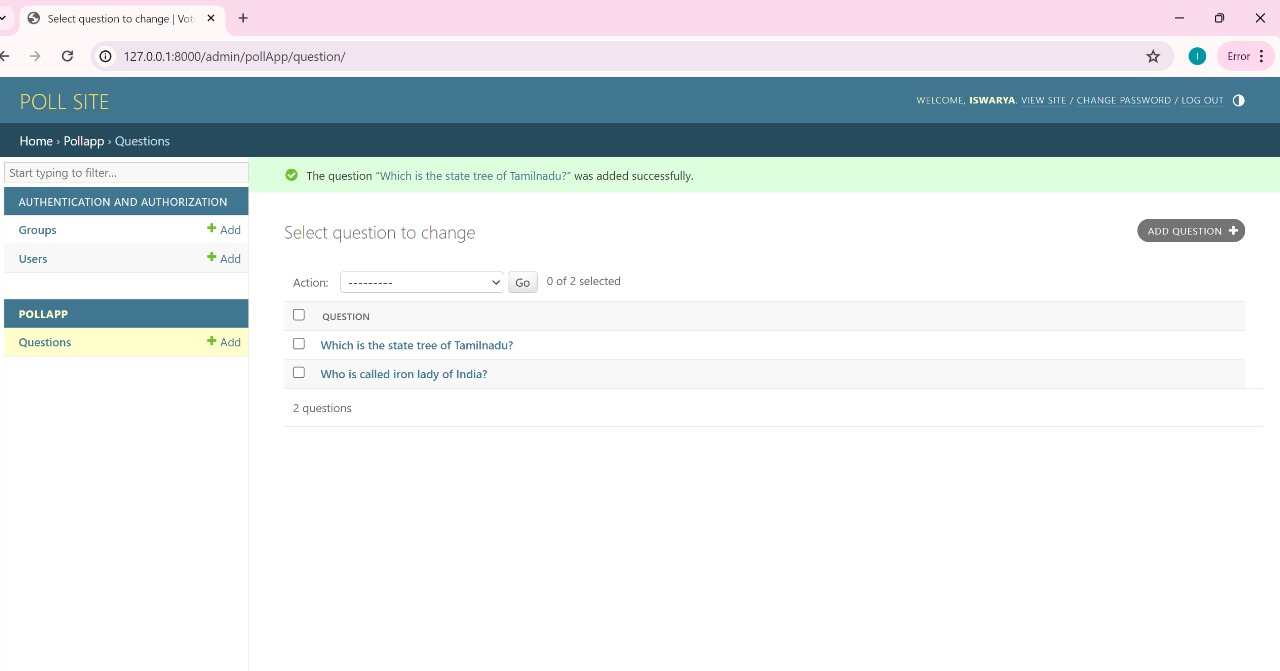 Select question to change | Vot
127.0.0.1:8000/admin/pollApp/question/
I
Error
POLL SITE
WELCOME, ISWARYA. VIEW SITE / CHANGE PASSWORD / LOG OUT
Home › Pollapp › Questions
Start typing to filter...
The question “Which is the state tree of Tamilnadu?” was added successfully.
AUTHENTICATION AND AUTHORIZATION
Groups + Add
Users + Add
POLLAPP
Questions + Add
Select question to change
ADD QUESTION +
Action: --------- Go 0 of 2 selected
QUESTION
Which is the state tree of Tamilnadu?
Who is called iron lady of India?
2 questions